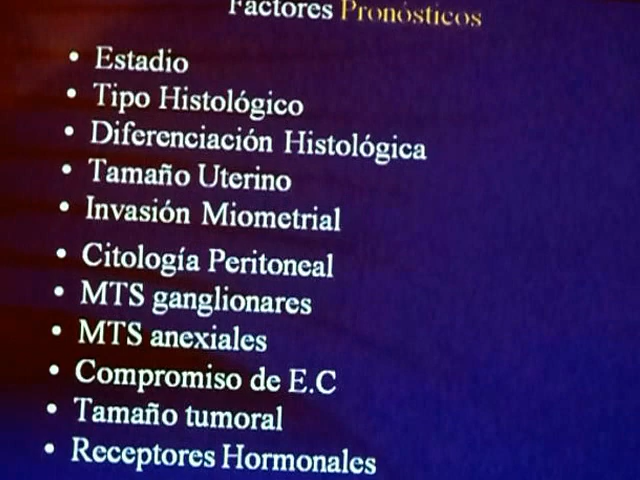 Factores Pronósticos
• Estadio
• Tipo Histológico
• Diferenciación Histológica
• Tamaño Uterino
• Invasión Miometrial
• Citología Peritoneal
• MTS ganglionares
• MTS anexiales
• Compromiso de E.C
• Tamaño tumoral
• Receptores Hormonales